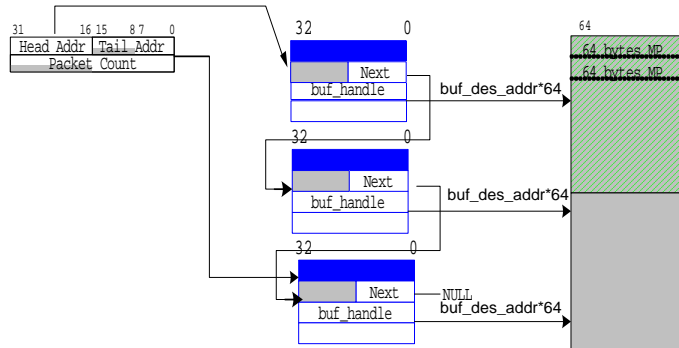 31 16 15 8 7 0
Head Addr Tail Addr
Packet Count
32 0
Next
buf_handle
buf_des_addr*64
32 0
Next
buf_handle
buf_des_addr*64
32 0
Next NULL
buf_handle
buf_des_addr*64
64
64 bytes MP
64 bytes MP